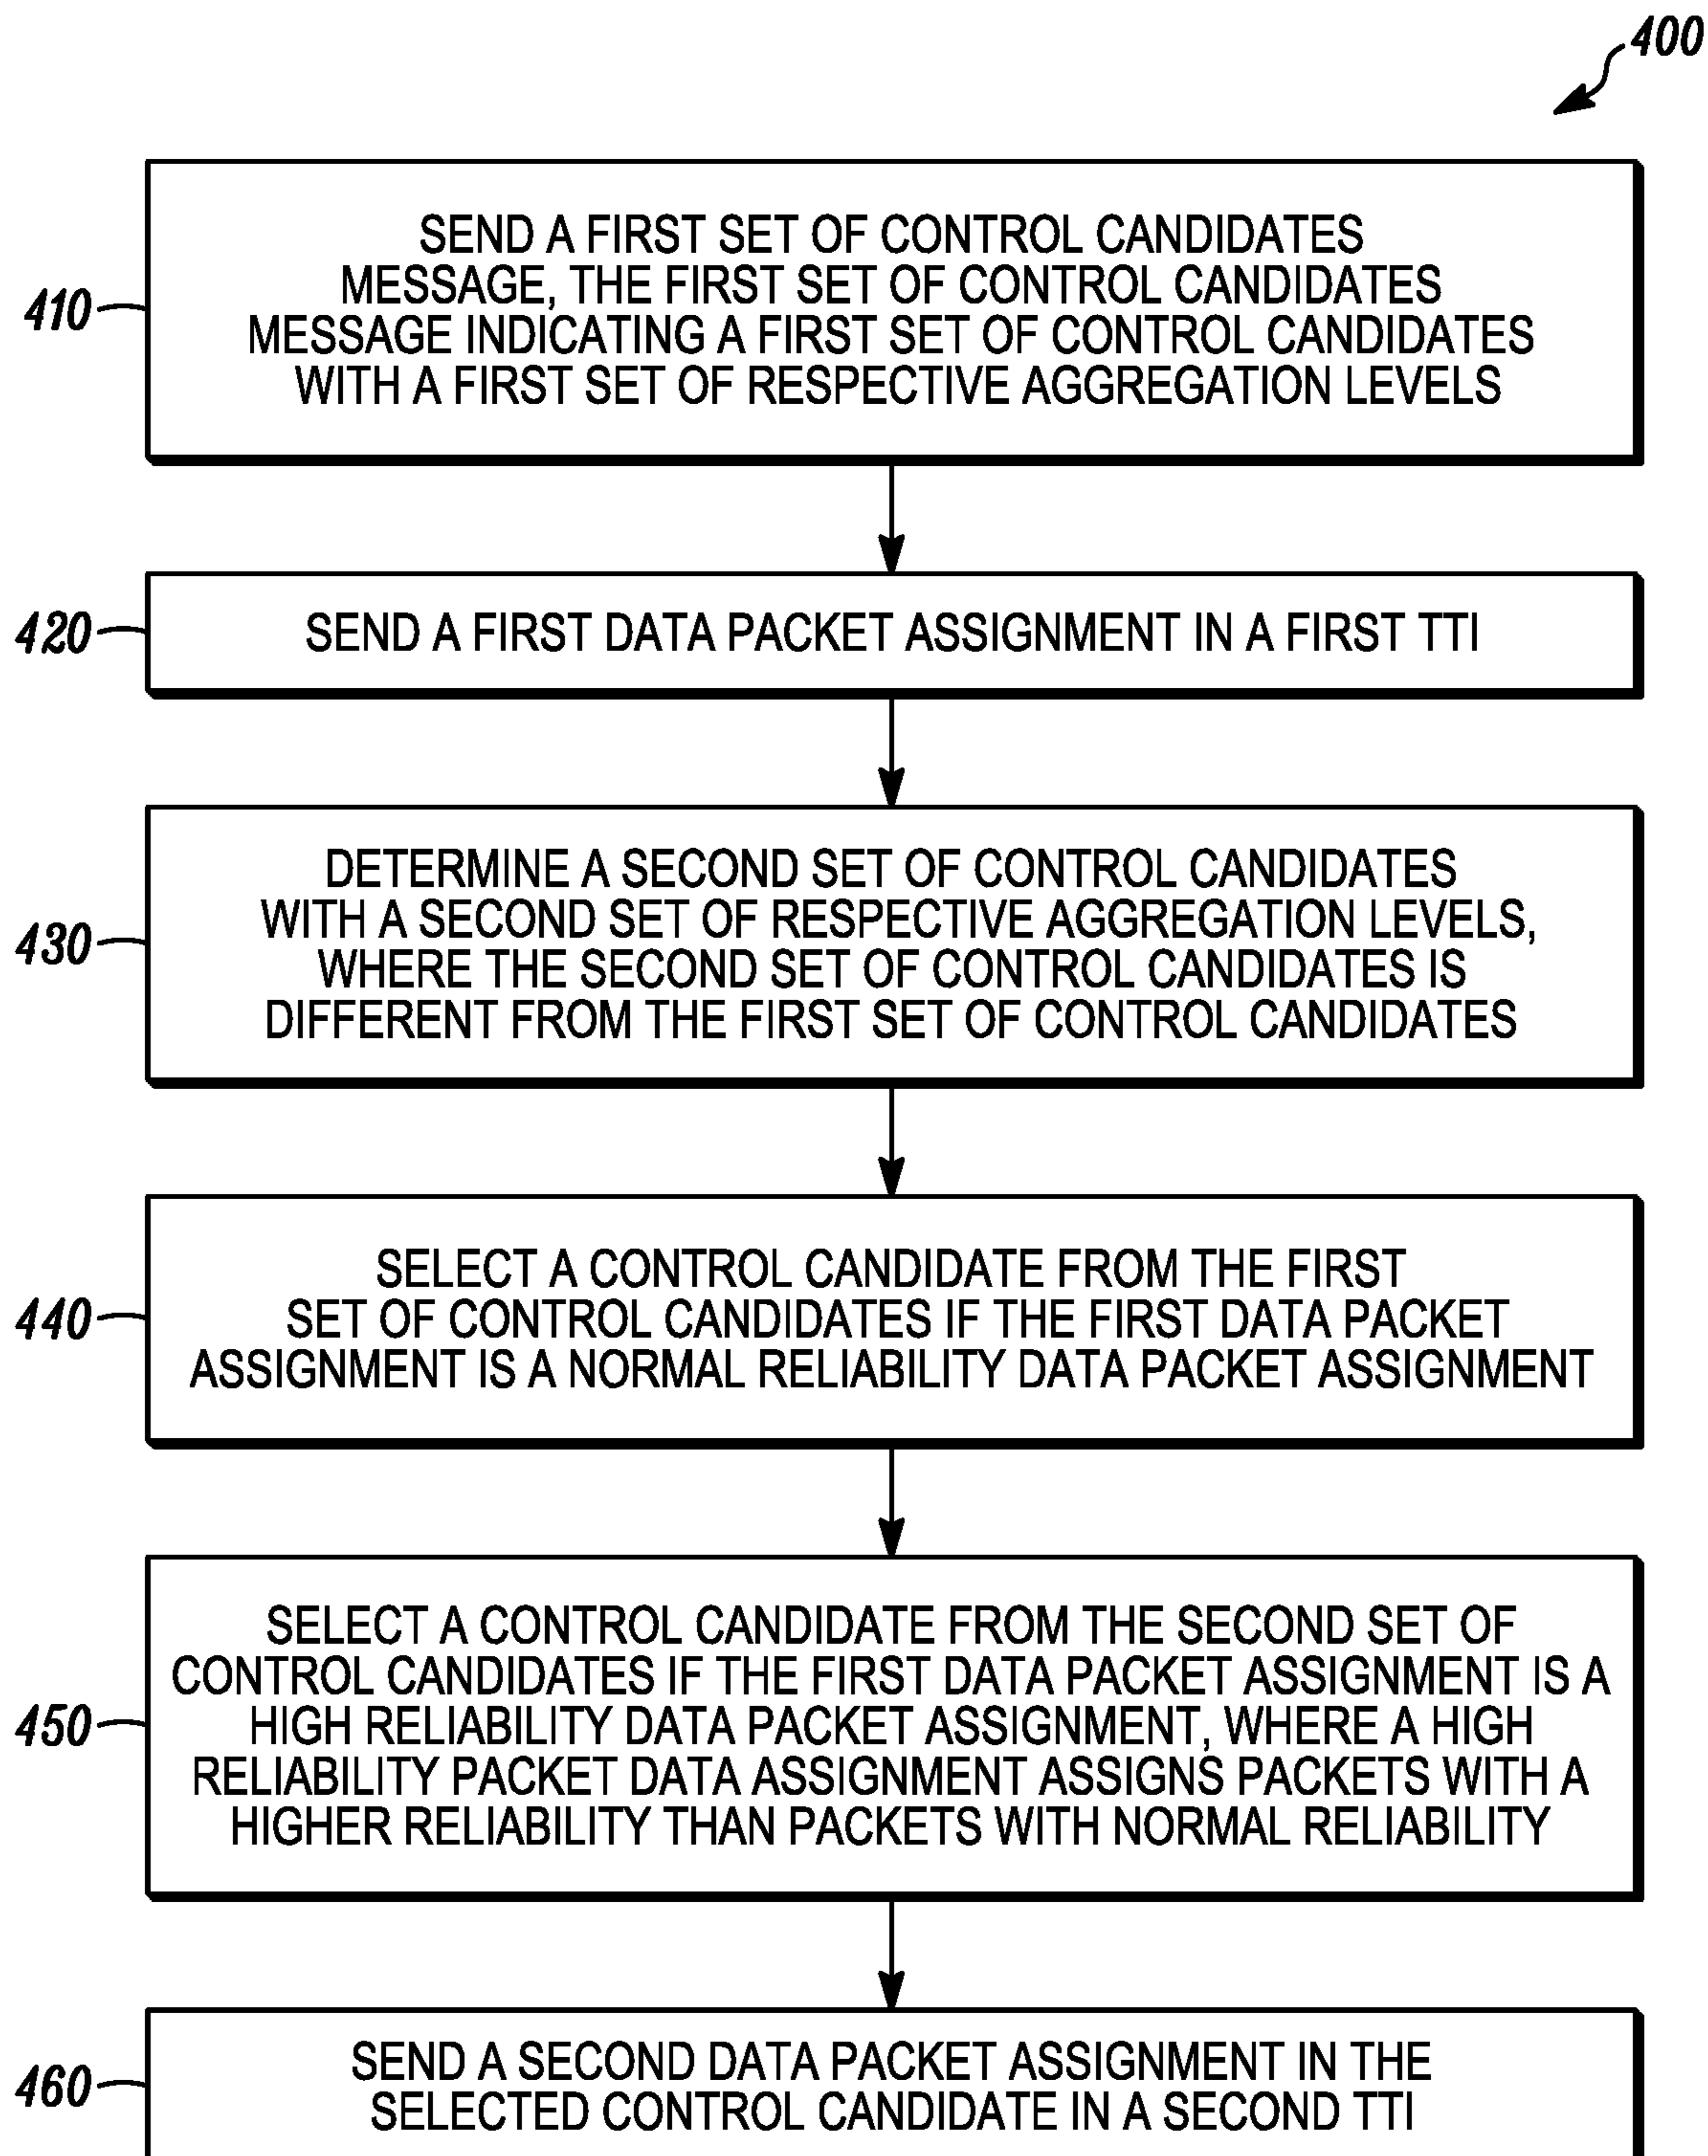 400
410
SEND A FIRST SET OF CONTROL CANDIDATES
MESSAGE, THE FIRST SET OF CONTROL CANDIDATES
MESSAGE INDICATING A FIRST SET OF CONTROL CANDIDATES
WITH A FIRST SET OF RESPECTIVE AGGREGATION LEVELS
420
SEND A FIRST DATA PACKET ASSIGNMENT IN A FIRST TTI
430
DETERMINE A SECOND SET OF CONTROL CANDIDATES
WITH A SECOND SET OF RESPECTIVE AGGREGATION LEVELS,
WHERE THE SECOND SET OF CONTROL CANDIDATES IS
DIFFERENT FROM THE FIRST SET OF CONTROL CANDIDATES
440
SELECT A CONTROL CANDIDATE FROM THE FIRST
SET OF CONTROL CANDIDATES IF THE FIRST DATA PACKET
ASSIGNMENT IS A NORMAL RELIABILITY DATA PACKET ASSIGNMENT
450
SELECT A CONTROL CANDIDATE FROM THE SECOND SET OF
CONTROL CANDIDATES IF THE FIRST DATA PACKET ASSIGNMENT IS A
HIGH RELIABILITY DATA PACKET ASSIGNMENT, WHERE A HIGH
RELIABILITY PACKET DATA ASSIGNMENT ASSIGNS PACKETS WITH A
HIGHER RELIABILITY THAN PACKETS WITH NORMAL RELIABILITY
460
SEND A SECOND DATA PACKET ASSIGNMENT IN THE
SELECTED CONTROL CANDIDATE IN A SECOND TTI